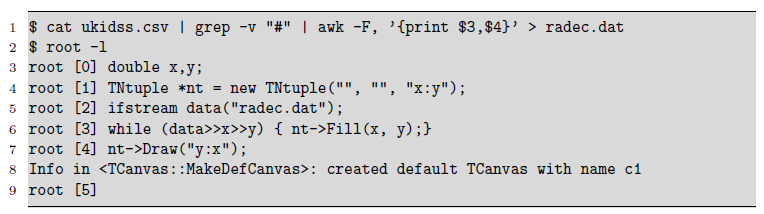 1 $ cat ukidss.csv | grep -v "#" | awk -F, ’{print $3,$4}’ > radec.dat
2 $ root -l
3 root [0] double x,y;
4 root [1] TNtuple *nt = new TNtuple("", "", "x:y");
5 root [2] ifstream data("radec.dat");
6 root [3] while (data>>x>>y) { nt->Fill(x, y);}
7 root [4] nt->Draw("y:x");
8 Info in <TCanvas::MakeDefCanvas>: created default TCanvas with name c1
9 root [5]